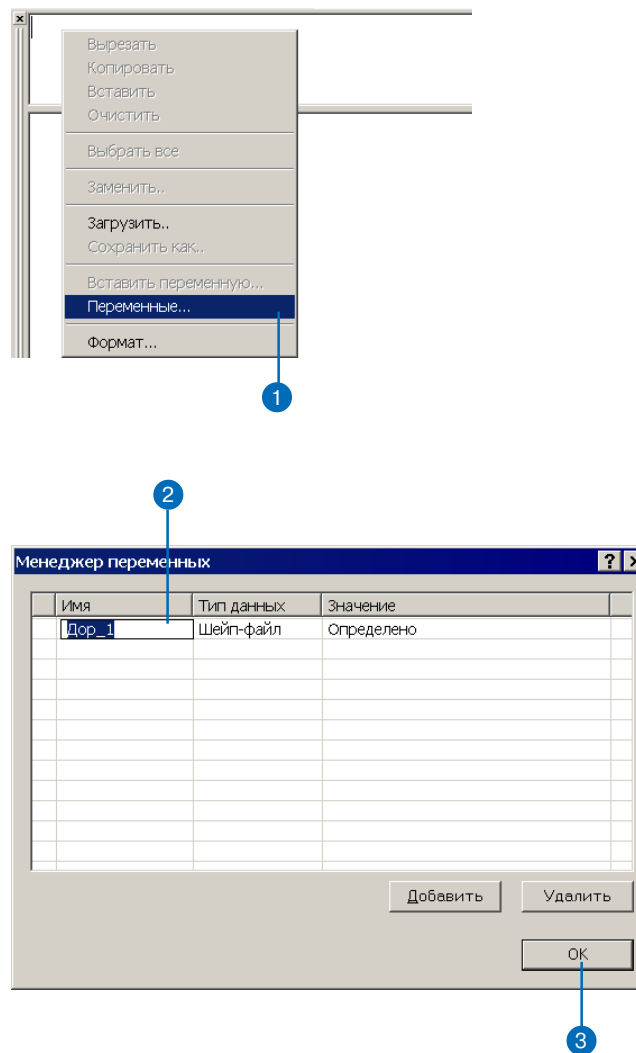 Вырезать
Копировать
Вставить
Очистить
Выбрать все
Заменить..
Загрузить..
Сохранить как..
Вставить переменную...
Переменные...
Формат...
1
2
Менеджер переменных
Имя Тип данных Значение
Дор_1 Шейп-файл Определено
Добавить Удалить
OK
3